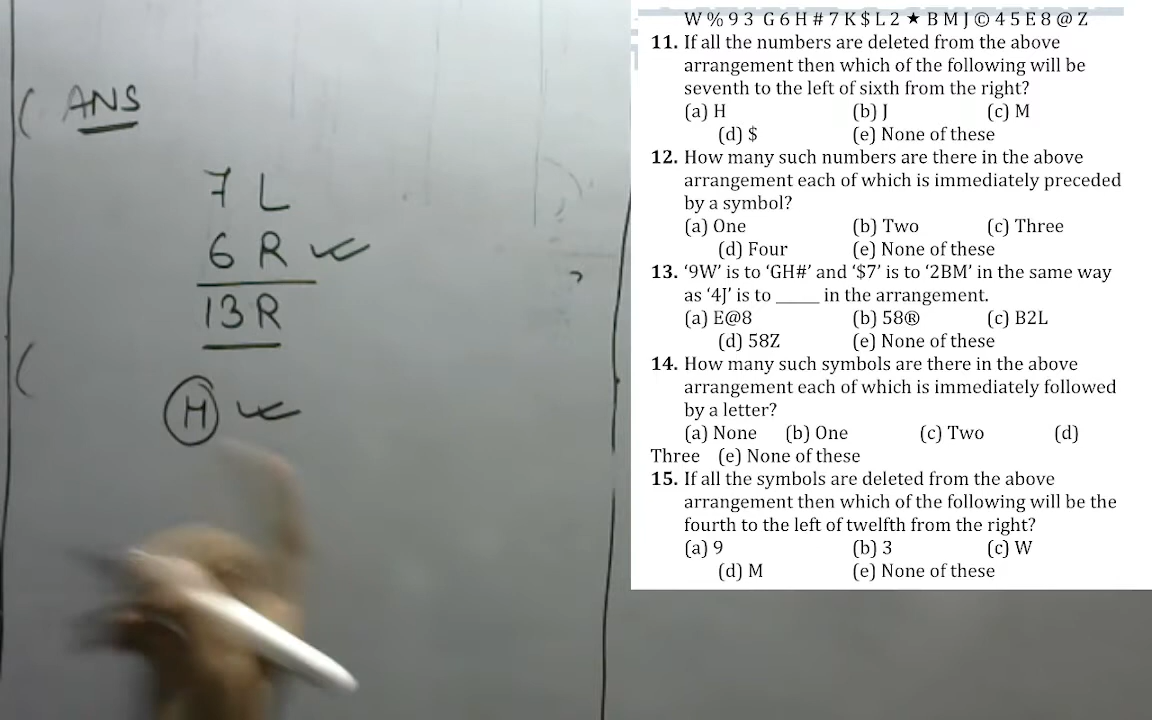 ( ANS
7 L
6 R
13 R
(
H
W % 9 3 G 6 H # 7 K $ L 2 ★ B M J © 4 5 E 8 @ Z
11. If all the numbers are deleted from the above
arrangement then which of the following will be
seventh to the left of sixth from the right?
(a) H (b) J (c) M
(d) $ (e) None of these
12. How many such numbers are there in the above
arrangement each of which is immediately preceded
by a symbol?
(a) One (b) Two (c) Three
(d) Four (e) None of these
13. ‘9W’ is to ‘GH#’ and ‘$7’ is to ‘2BM’ in the same way
as ‘4J’ is to _____ in the arrangement.
(a) E@8 (b) 58® (c) B2L
(d) 58Z (e) None of these
14. How many such symbols are there in the above
arrangement each of which is immediately followed
by a letter?
(a) None (b) One (c) Two (d)
Three (e) None of these
15. If all the symbols are deleted from the above
arrangement then which of the following will be the
fourth to the left of twelfth from the right?
(a) 9 (b) 3 (c) W
(d) M (e) None of these